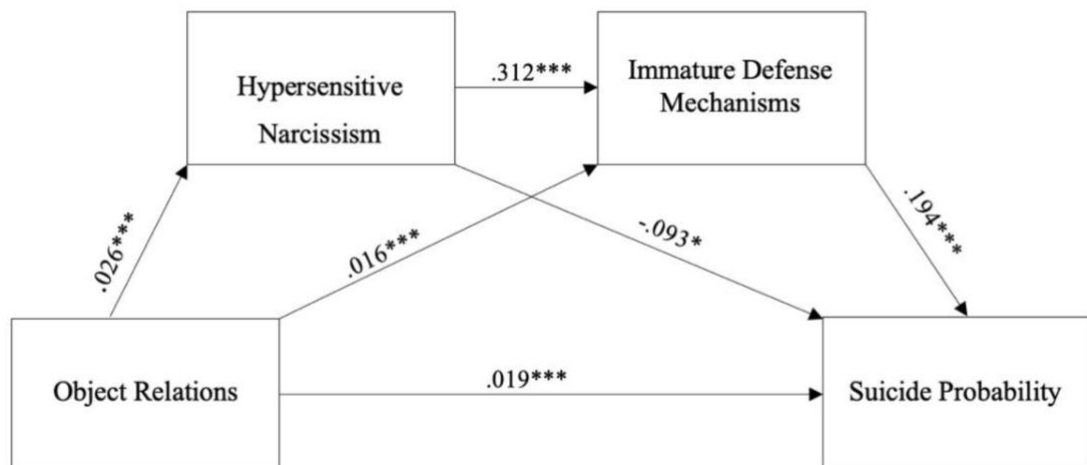 Hypersensitive
Narcissism
.312***
Immature Defense
Mechanisms
.026***
.016***
-.093*
.194***
Object Relations
.019***
Suicide Probability